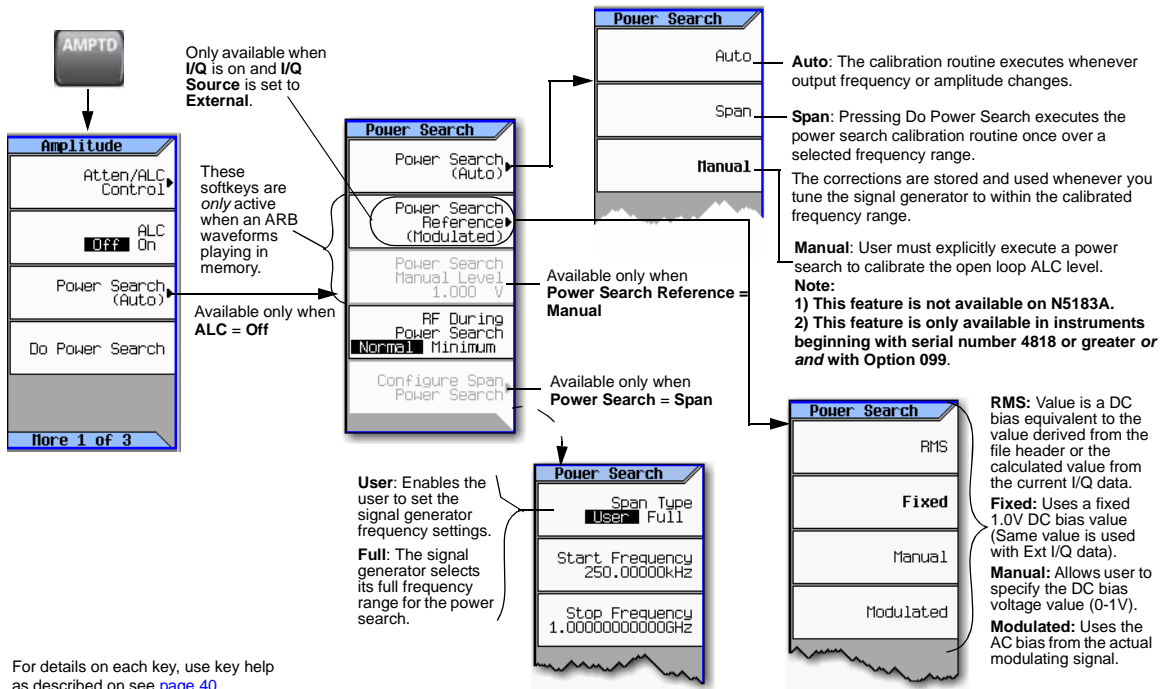 AMPTD
Amplitude
Atten/ALC
Control
ALC
Off On
Power Search
(Auto)
Do Power Search
More 1 of 3
Only available when
I/Q is on and I/Q
Source is set to
External.
These
softkeys are
only active
when an ARB
waveforms
playing in
memory.
Available only when
ALC = Off
Power Search
Power Search
(Auto)
Power Search
Reference
(Modulated)
Power Search
Manual Level
1.000 V
RF During
Power Search
Normal Minimum
Configure Span
Power Search
Available only when
Power Search Reference =
Manual
Available only when
Power Search = Span
Power Search
Auto
Span
Manual
Auto: The calibration routine executes whenever
output frequency or amplitude changes.
Span: Pressing Do Power Search executes the
power search calibration routine once over a
selected frequency range.
The corrections are stored and used whenever you
tune the signal generator to within the calibrated
frequency range.
Manual: User must explicitly execute a power
search to calibrate the open loop ALC level.
Note:
1) This feature is not available on N5183A.
2) This feature is only available in instruments
beginning with serial number 4818 or greater or
and with Option 099.
User: Enables the
user to set the
signal generator
frequency settings.
Full: The signal
generator selects
its full frequency
range for the power
search.
Power Search
Span Type
User Full
Start Frequency
250.00000kHz
Stop Frequency
1.00000000000GHz
Power Search
RMS
Fixed
Manual
Modulated
RMS: Value is a DC
bias equivalent to the
value derived from the
file header or the
calculated value from
the current I/Q data.
Fixed: Uses a fixed
1.0V DC bias value
(Same value is used
with Ext I/Q data).
Manual: Allows user to
specify the DC bias
voltage value (0-1V).
Modulated: Uses the
AC bias from the actual
modulating signal.
For details on each key, use key help
as described on see page 40.